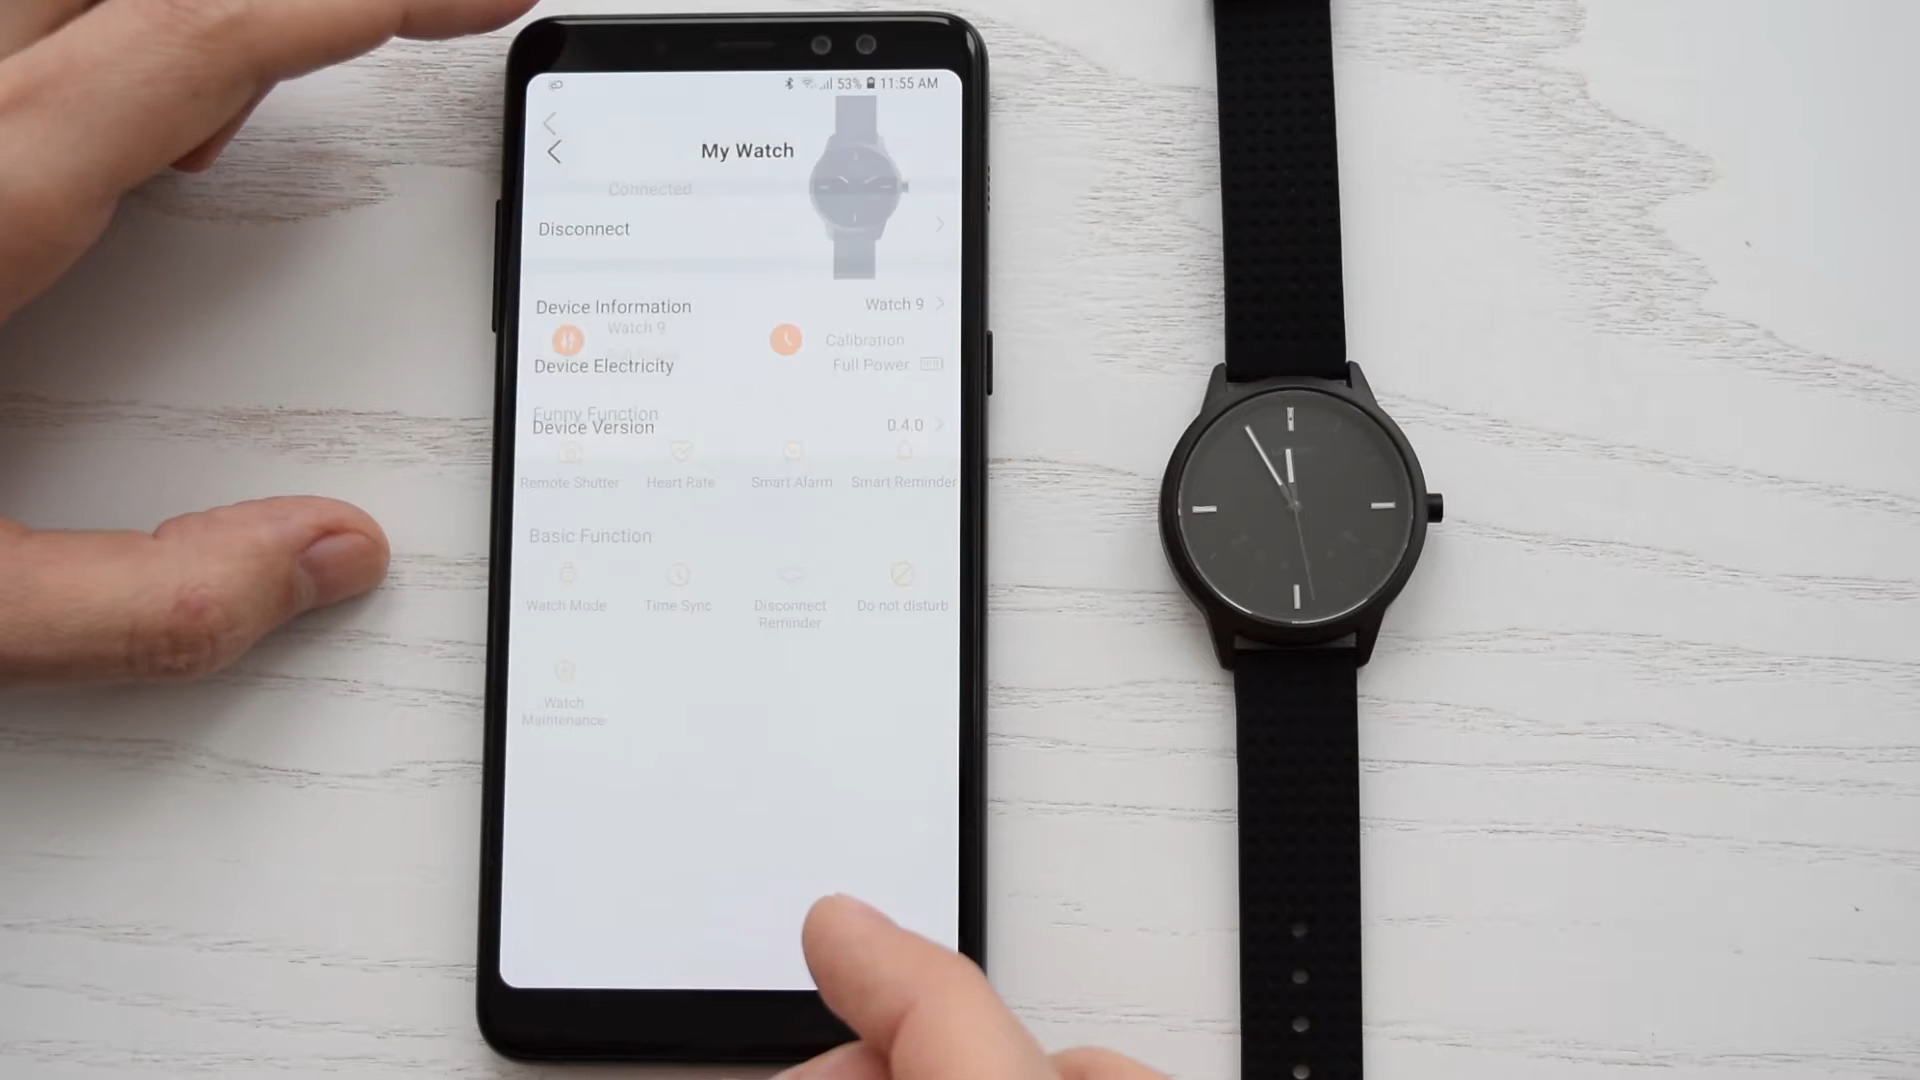 53% 11:55 AM
My Watch
Connected
Disconnect
Device Information Watch 9
Watch 9
Calibration
Device Electricity Full Power
Funny Function
Device Version 0.4.0
Remote Shutter Heart Rate Smart Alarm Smart Reminder
Basic Function
Watch Mode Time Sync Disconnect Do not disturb
Reminder
Watch
Maintenance